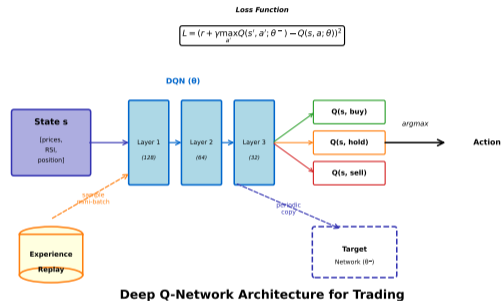 Loss Function
L = (r + γmaxQ(s′, a′; θ⁻) − Q(s, a; θ))²
a′
DQN (θ)
State s
[prices,
RSI,
position]
Layer 1
(128)
Layer 2
(64)
Layer 3
(32)
Q(s, buy)
Q(s, hold)
Q(s, sell)
argmax
Action
sample
mini-batch
periodic
copy
Experience
Replay
Target
Network (θ⁻)
Deep Q-Network Architecture for Trading